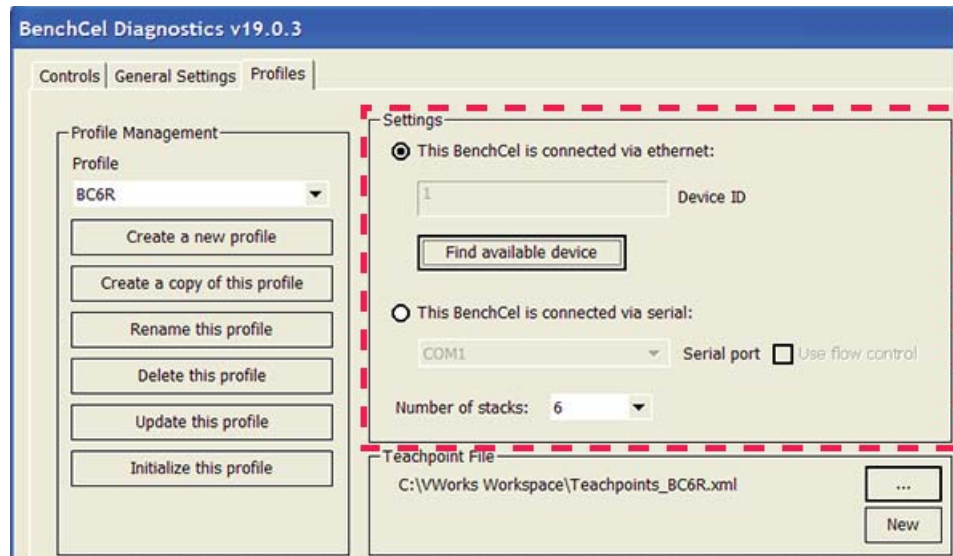 BenchCel Diagnostics v19.0.3
Controls General Settings Profiles
Profile Management
Profile
BC6R
Create a new profile
Create a copy of this profile
Rename this profile
Delete this profile
Update this profile
Initialize this profile
Settings
This BenchCel is connected via ethernet:
1 Device ID
Find available device
This BenchCel is connected via serial:
COM1 Serial port Use flow control
Number of stacks: 6
Teachpoint File
C:\VWorks Workspace\Teachpoints_BC6R.xml ...
New